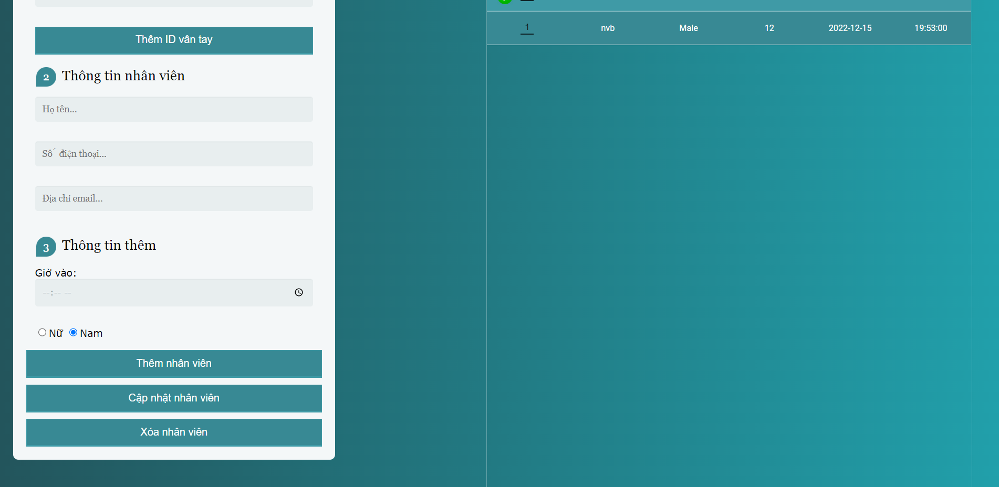 Thêm ID vân tay
2 Thông tin nhân viên
Họ tên...
Số điện thoại...
Địa chỉ email...
3 Thông tin thêm
Giờ vào:
--:-- --
Nữ Nam
Thêm nhân viên
Cập nhật nhân viên
Xóa nhân viên
1 nvb Male 12 2022-12-15 19:53:00